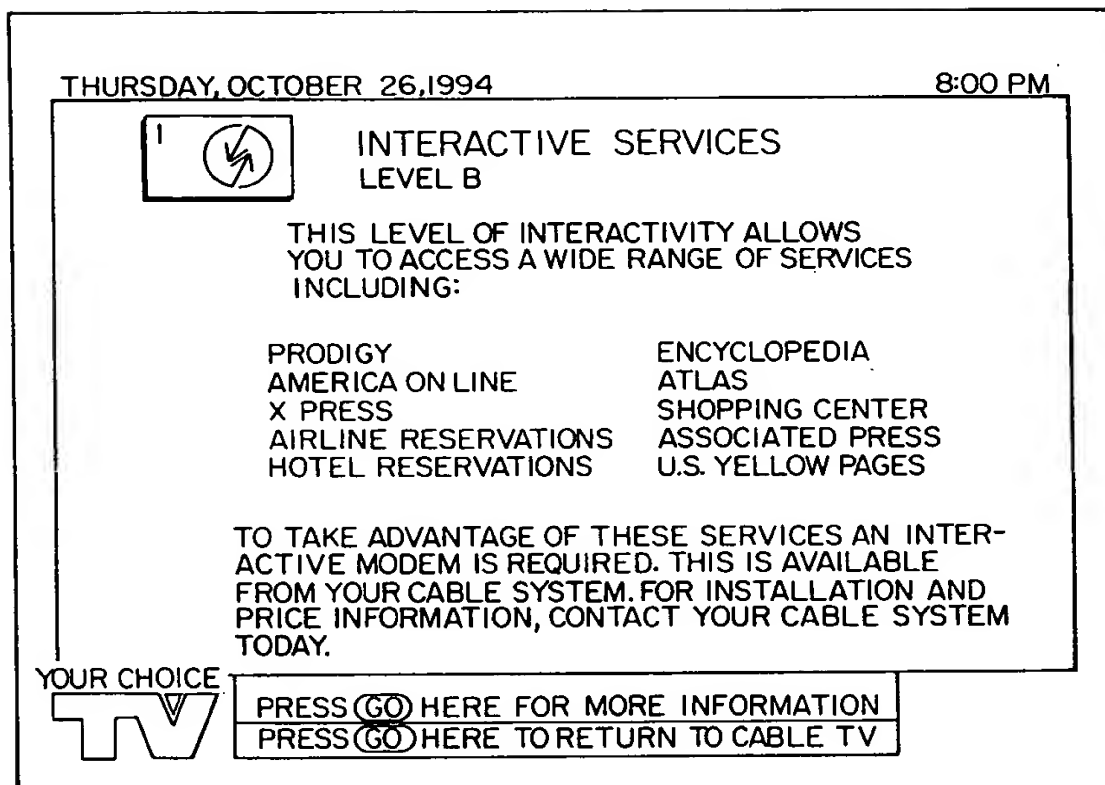 THURSDAY, OCTOBER 26,1994 8:00 PM
1
INTERACTIVE SERVICES
LEVEL B
THIS LEVEL OF INTERACTIVITY ALLOWS
YOU TO ACCESS A WIDE RANGE OF SERVICES
INCLUDING:
PRODIGY ENCYCLOPEDIA
AMERICA ON LINE ATLAS
X PRESS SHOPPING CENTER
AIRLINE RESERVATIONS ASSOCIATED PRESS
HOTEL RESERVATIONS U.S. YELLOW PAGES
TO TAKE ADVANTAGE OF THESE SERVICES AN INTER-
ACTIVE MODEM IS REQUIRED. THIS IS AVAILABLE
FROM YOUR CABLE SYSTEM. FOR INSTALLATION AND
PRICE INFORMATION, CONTACT YOUR CABLE SYSTEM
TODAY.
YOUR CHOICE
TV
PRESS GO HERE FOR MORE INFORMATION
PRESS GO HERE TO RETURN TO CABLE TV